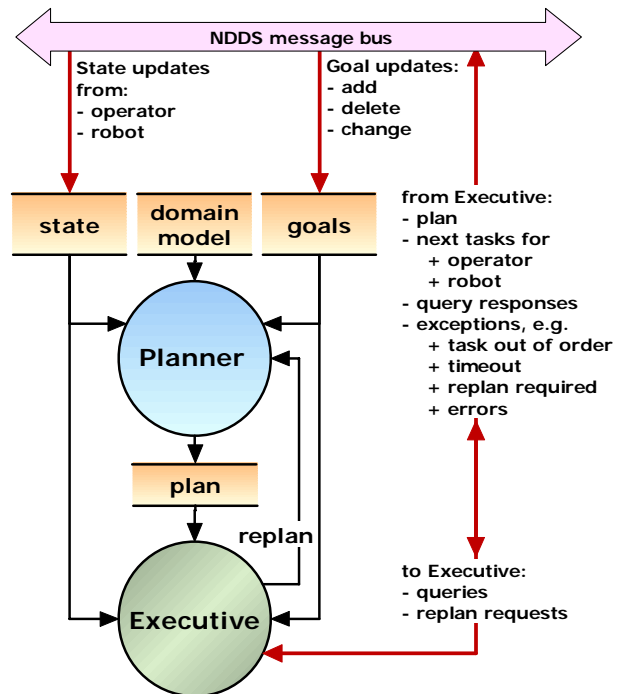 NDDS message bus
State updates
from:
- operator
- robot
Goal updates:
- add
- delete
- change
state
domain
model
goals
from Executive:
- plan
- next tasks for
+ operator
+ robot
- query responses
- exceptions, e.g.
+ task out of order
+ timeout
+ replan required
+ errors
Planner
plan
replan
Executive
to Executive:
- queries
- replan requests